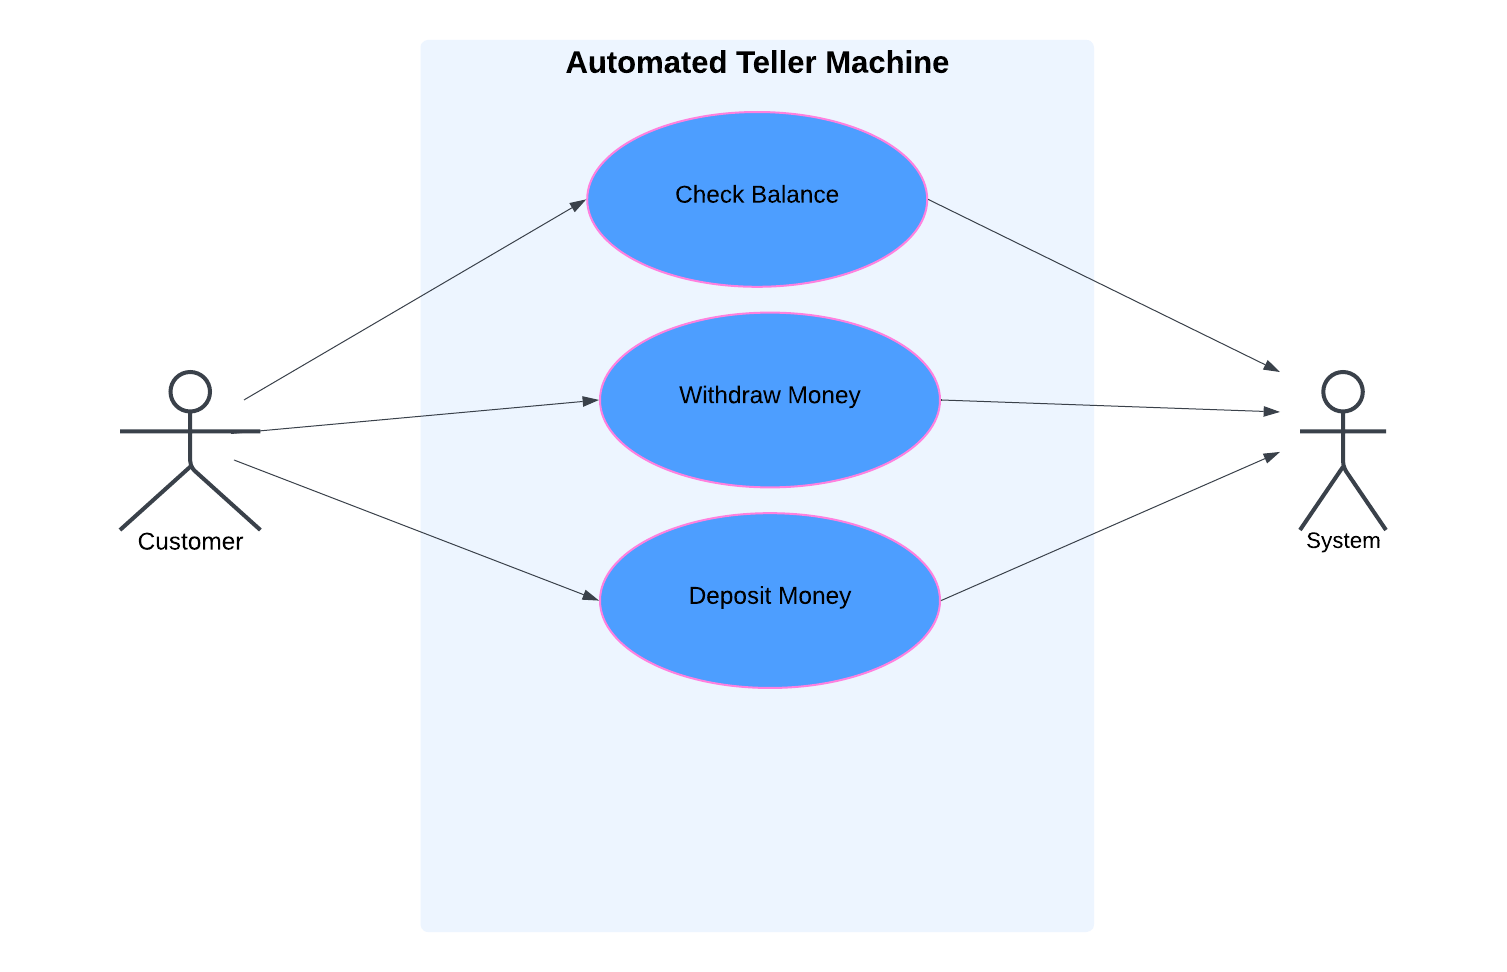 Automated Teller Machine
Check Balance
Withdraw Money
Customer
System
Deposit Money